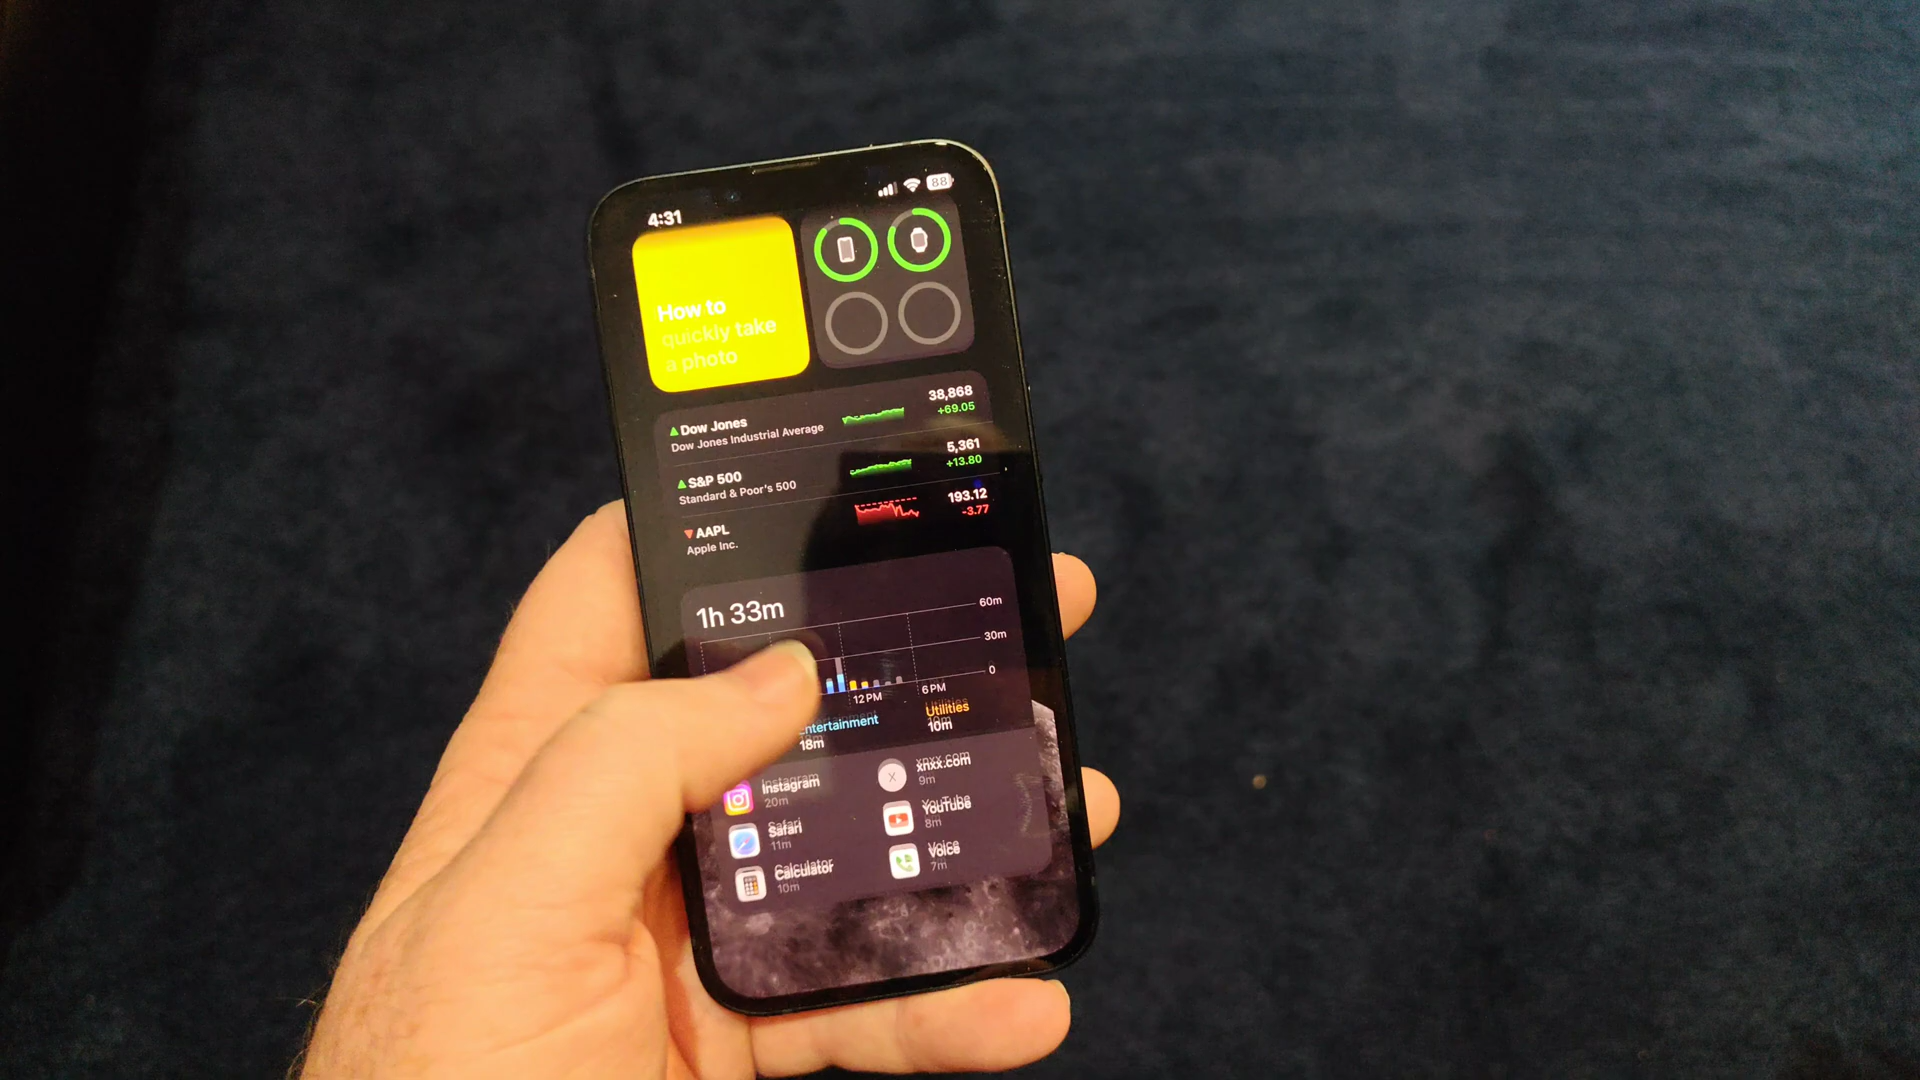 4:31
88
How to
quickly take
a photo
Dow Jones
Dow Jones Industrial Average
38,868
+69.05
S&P 500
Standard & Poor's 500
5,361
+13.80
AAPL
Apple Inc.
193.12
-3.77
1h 33m
60m
30m
0
12 PM
6 PM
ntertainment
18m
Utilities
10m
Instagram
20m
xnxx.com
9m
Safari
11m
YouTube
8m
Calculator
10m
Voice
7m